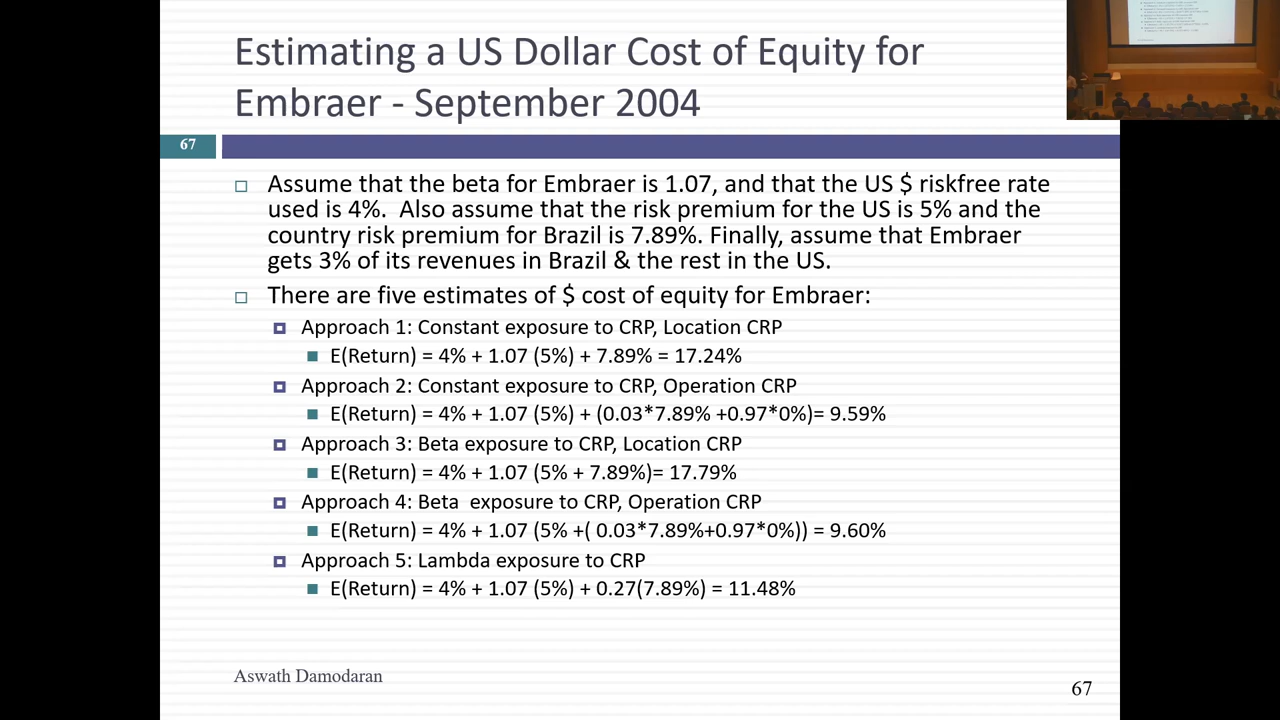 Estimating a US Dollar Cost of Equity for
Embraer - September 2004
67
Assume that the beta for Embraer is 1.07, and that the US $ riskfree rate
used is 4%. Also assume that the risk premium for the US is 5% and the
country risk premium for Brazil is 7.89%. Finally, assume that Embraer
gets 3% of its revenues in Brazil & the rest in the US.
There are five estimates of $ cost of equity for Embraer:
Approach 1: Constant exposure to CRP, Location CRP
E(Return) = 4% + 1.07 (5%) + 7.89% = 17.24%
Approach 2: Constant exposure to CRP, Operation CRP
E(Return) = 4% + 1.07 (5%) + (0.03*7.89% +0.97*0%)= 9.59%
Approach 3: Beta exposure to CRP, Location CRP
E(Return) = 4% + 1.07 (5% + 7.89%)= 17.79%
Approach 4: Beta  exposure to CRP, Operation CRP
E(Return) = 4% + 1.07 (5% +( 0.03*7.89%+0.97*0%)) = 9.60%
Approach 5: Lambda exposure to CRP
E(Return) = 4% + 1.07 (5%) + 0.27(7.89%) = 11.48%
Aswath Damodaran
67